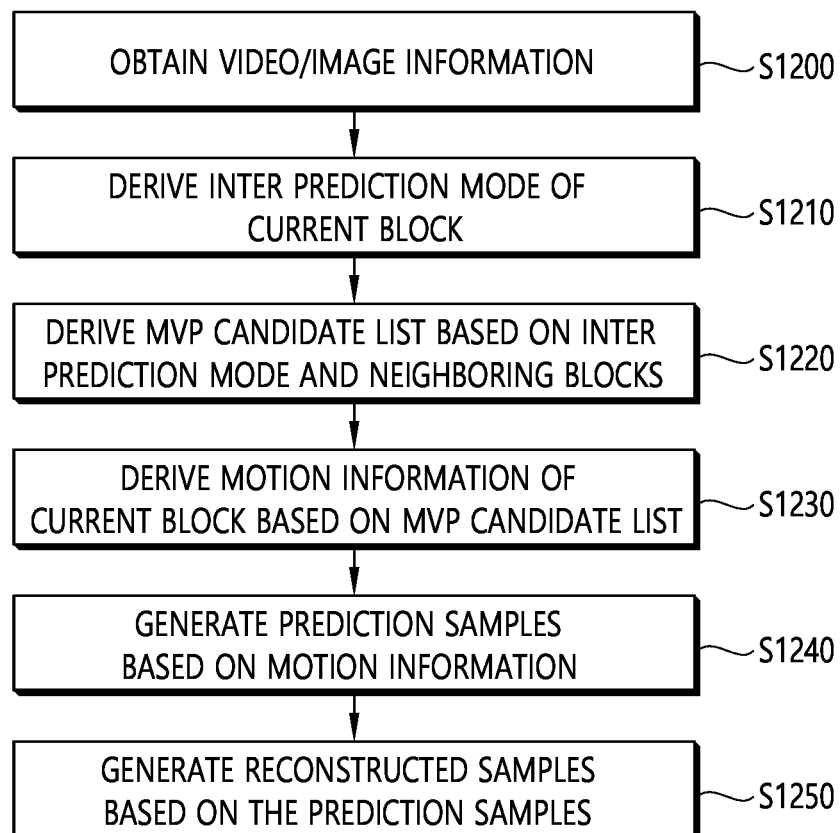 OBTAIN VIDEO/IMAGE INFORMATION
S1200
DERIVE INTER PREDICTION MODE OF
CURRENT BLOCK
S1210
DERIVE MVP CANDIDATE LIST BASED ON INTER
PREDICTION MODE AND NEIGHBORING BLOCKS
S1220
DERIVE MOTION INFORMATION OF
CURRENT BLOCK BASED ON MVP CANDIDATE LIST
S1230
GENERATE PREDICTION SAMPLES
BASED ON MOTION INFORMATION
S1240
GENERATE RECONSTRUCTED SAMPLES
BASED ON THE PREDICTION SAMPLES
S1250